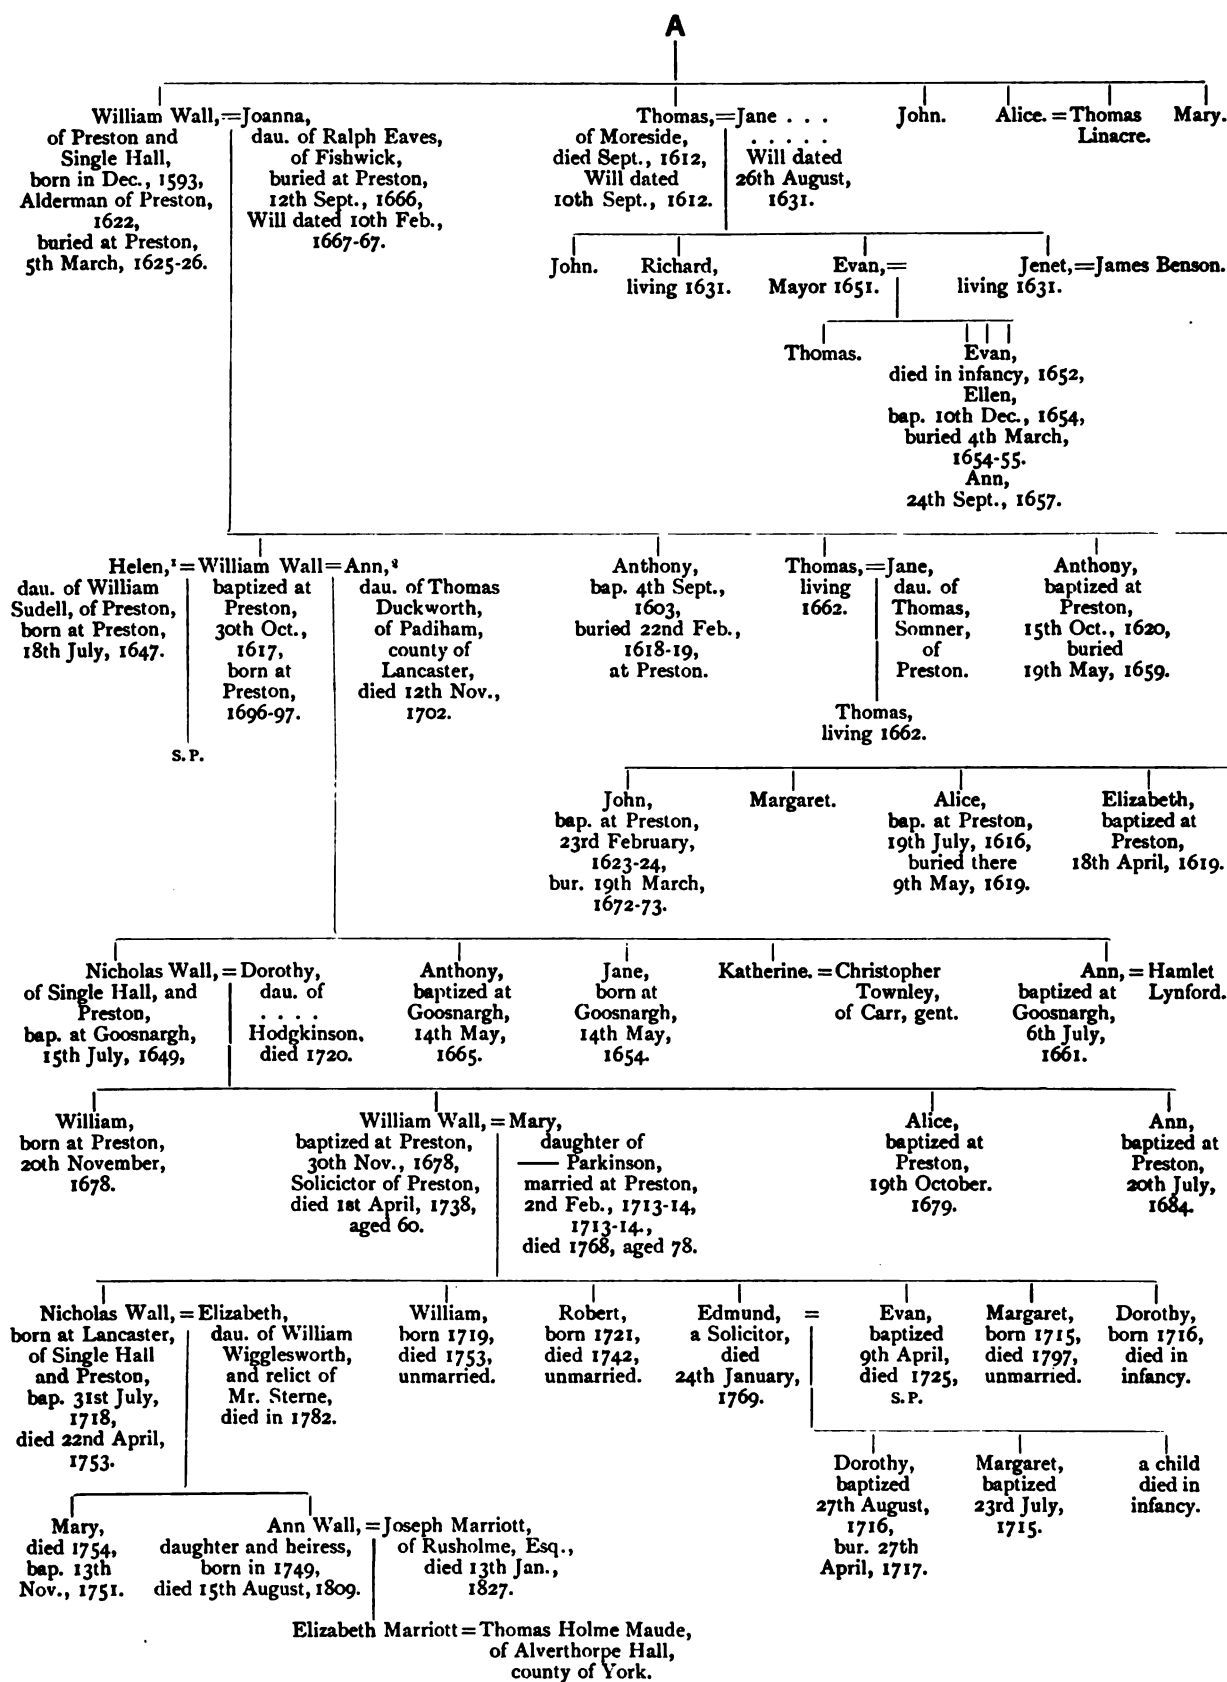 A
William Wall,=Joanna,
of Preston and
Single Hall,
born in Dec., 1593,
Alderman of Preston,
1622,
buried at Preston,
5th March, 1625-26.
dau. of Ralph Eaves,
of Fishwick,
buried at Preston,
12th Sept., 1666,
Will dated 10th Feb.,
1667-67.
Thomas,=Jane . . .
of Moreside,
died Sept., 1612,
Will dated
10th Sept., 1612.
. . . . .
Will dated
26th August,
1631.
John.
Alice.=Thomas
Linacre.
Mary.
John.
Richard,
living 1631.
Evan,=
Mayor 1651.
Jenet,=James Benson.
living 1631.
Thomas.
Evan,
died in infancy, 1652,
Ellen,
bap. 10th Dec., 1654,
buried 4th March,
1654-55.
Ann,
24th Sept., 1657.
Helen,¹=William Wall=Ann,²
dau. of William
Sudell, of Preston,
born at Preston,
18th July, 1647.
baptized at
Preston,
30th Oct.,
1617,
born at
Preston,
1696-97.
dau. of Thomas
Duckworth,
of Padiham,
county of
Lancaster,
died 12th Nov.,
1702.
S.P.
Anthony,
bap. 4th Sept.,
1603,
buried 22nd Feb.,
1618-19,
at Preston.
Thomas,=Jane,
living
1662.
dau. of
Thomas,
Somner,
of
Preston.
Anthony,
baptized at
Preston,
15th Oct., 1620,
buried
19th May, 1659.
Thomas,
living 1662.
John,
bap. at Preston,
23rd February,
1623-24,
bur. 19th March,
1672-73.
Margaret.
Alice,
bap. at Preston,
19th July, 1616,
buried there
9th May, 1619.
Elizabeth,
baptized at
Preston,
18th April, 1619.
Nicholas Wall,=Dorothy,
of Single Hall, and
Preston,
bap. at Goosnargh,
15th July, 1649,
dau. of
. . . .
Hodgkinson.
died 1720.
Anthony,
baptized at
Goosnargh,
14th May,
1665.
Jane,
born at
Goosnargh,
14th May,
1654.
Katherine.=Christopher
Townley,
of Carr, gent.
Ann,=Hamlet
Lynford.
baptized at
Goosnargh,
6th July,
1661.
William,
born at Preston,
20th November,
1678.
William Wall,=Mary,
baptized at Preston,
30th Nov., 1678,
Solicictor of Preston,
died 1st April, 1738,
aged 60.
daughter of
—— Parkinson,
married at Preston,
2nd Feb., 1713-14,
1713-14.,
died 1768, aged 78.
Alice,
baptized at
Preston,
19th October.
1679.
Ann,
baptized at
Preston,
20th July,
1684.
Nicholas Wall,=Elizabeth,
born at Lancaster,
of Single Hall
and Preston,
bap. 31st July,
1718,
died 22nd April,
1753.
dau. of William
Wigglesworth,
and relict of
Mr. Sterne,
died in 1782.
William,
born 1719,
died 1753,
unmarried.
Robert,
born 1721,
died 1742,
unmarried.
Edmund, =
a Solicitor,
died
24th January,
1769.
Evan,
baptized
9th April,
died 1725,
S.P.
Margaret,
born 1715,
died 1797,
unmarried.
Dorothy,
born 1716,
died in
infancy.
Dorothy,
baptized
27th August,
1716,
bur. 27th
April, 1717.
Margaret,
baptized
23rd July,
1715.
a child
died in
infancy.
Mary,
died 1754,
bap. 13th
Nov., 1751.
Ann Wall,=Joseph Marriott,
daughter and heiress,
born in 1749,
died 15th August, 1809.
of Rusholme, Esq.,
died 13th Jan.,
1827.
Elizabeth Marriott=Thomas Holme Maude,
of Alverthorpe Hall,
county of York.